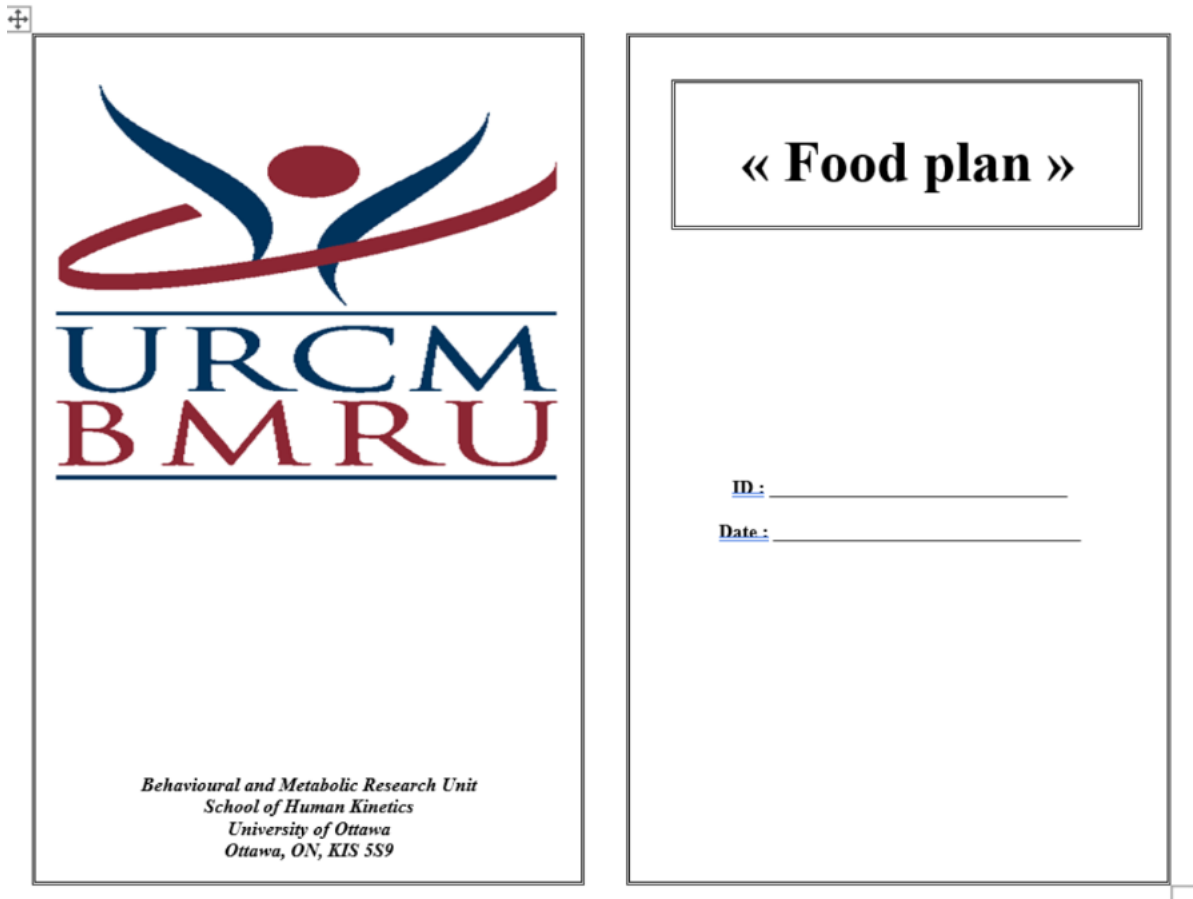 URCM
BMRU
Behavioural and Metabolic Research Unit
School of Human Kinetics
University of Ottawa
Ottawa, ON, KIS 5S9
« Food plan »
ID :
Date :